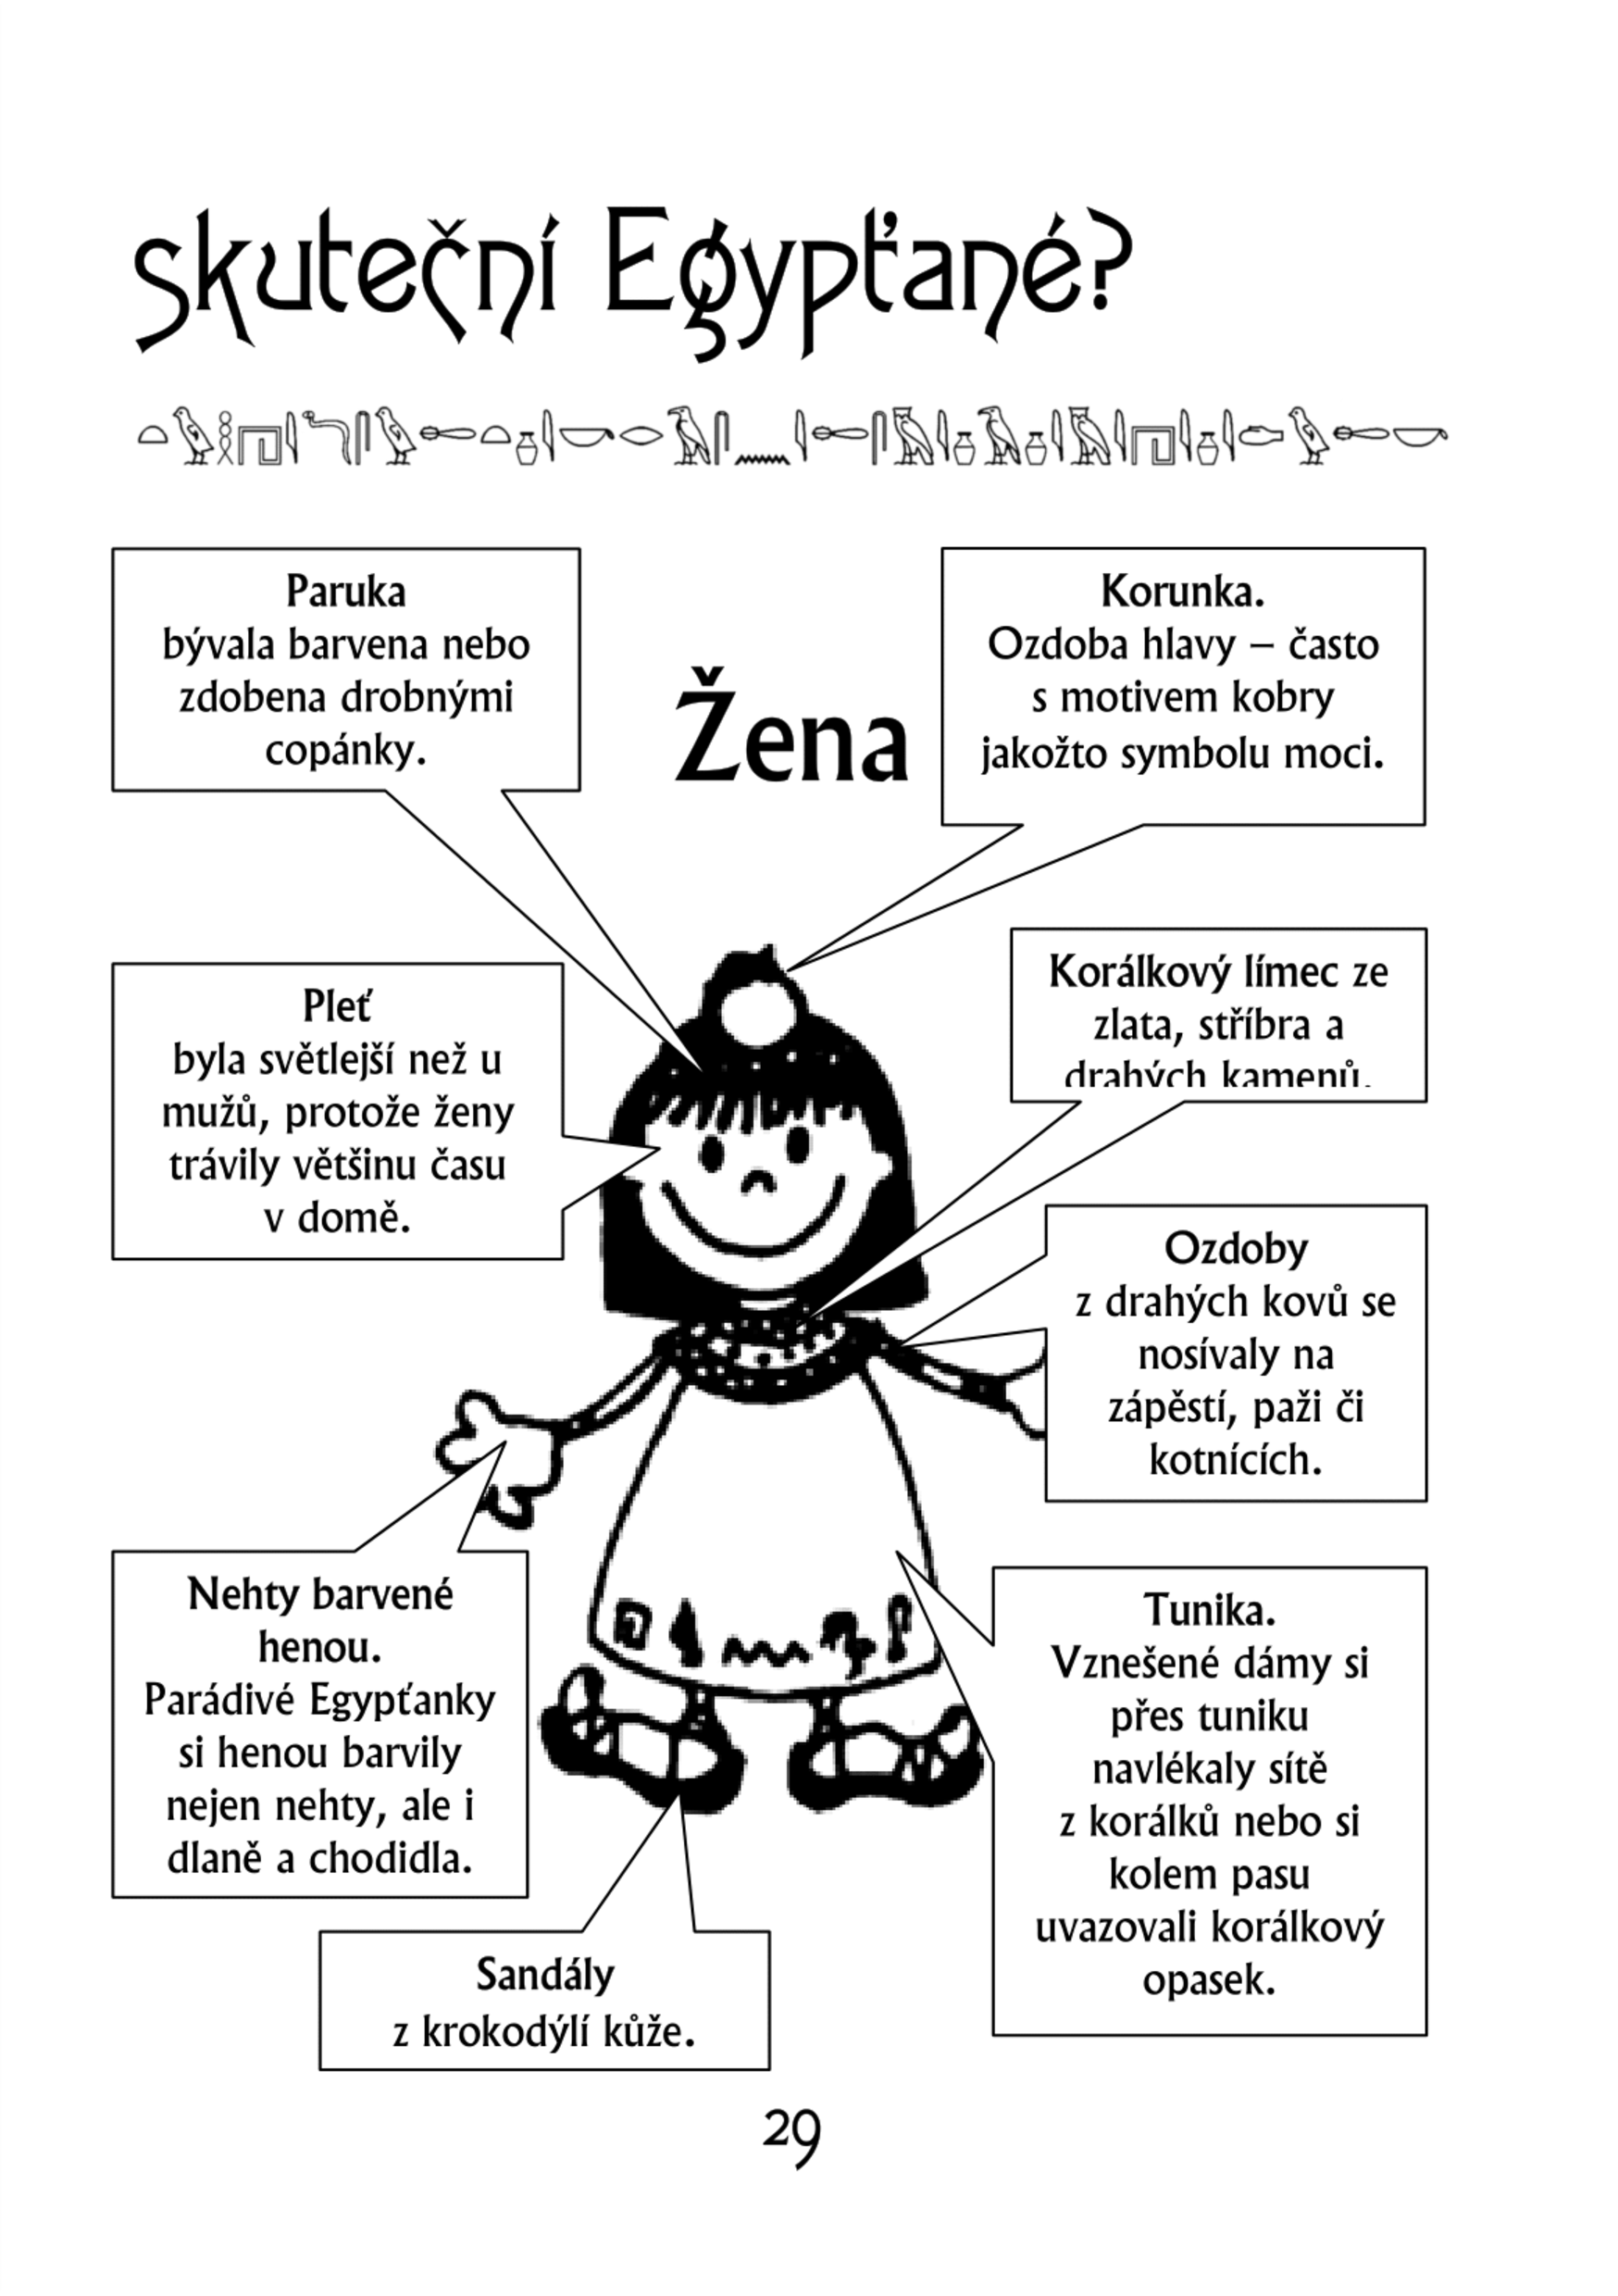 skuteční Egypťané?
Paruka
bývala barvena nebo
zdobena drobnými
copánky.
Žena
Korunka.
Ozdoba hlavy – často
s motivem kobry
jakožto symbolu moci.
Korálkový límec ze
zlata, stříbra a
drahých kamenů.
Pleť
byla světlejší než u
mužů, protože ženy
trávily většinu času
v domě.
Ozdoby
z drahých kovů se
nosívaly na
zápěstí, paži či
kotnících.
Nehty barvené
henou.
Parádivé Egypťanky
si henou barvily
nejen nehty, ale i
dlaně a chodidla.
Tunika.
Vznešené dámy si
přes tuniku
navlékaly sítě
z korálků nebo si
kolem pasu
uvazovali korálkový
opasek.
Sandály
z krokodýlí kůže.
29